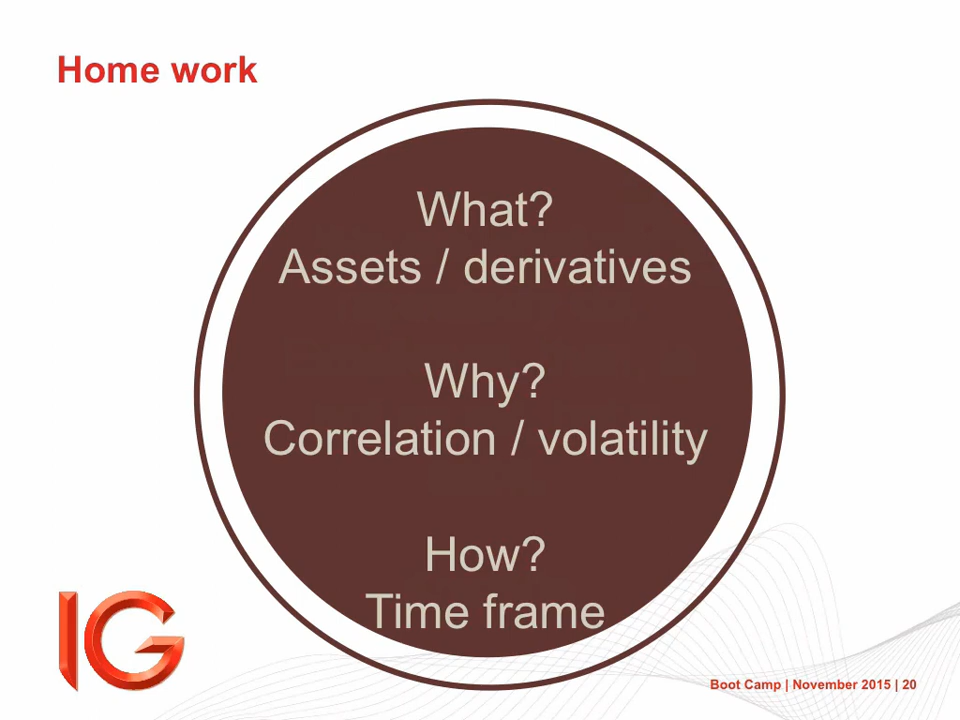 Home work
What?
Assets / derivatives
Why?
Correlation / volatility
How?
Time frame
IG
Boot Camp | November 2015 | 20